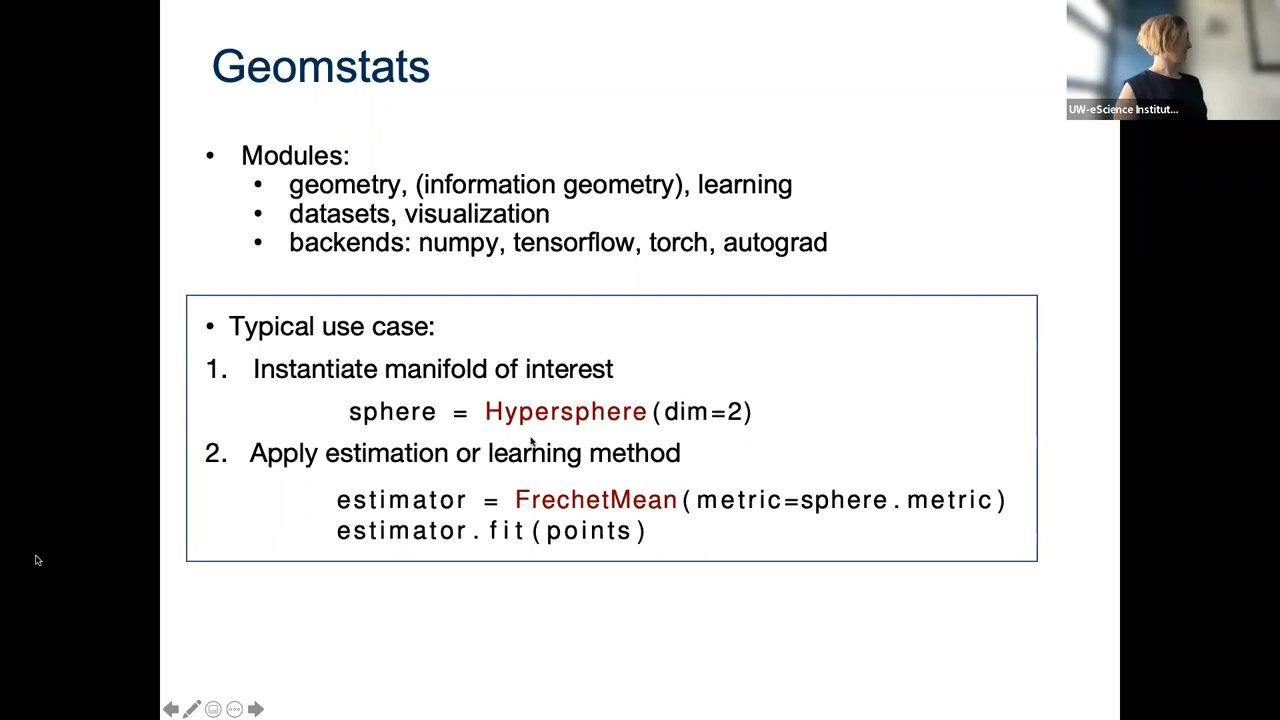 Geomstats
UW-eScience Institut...
• Modules:
• geometry, (information geometry), learning
• datasets, visualization
• backends: numpy, tensorflow, torch, autograd
• Typical use case:
1. Instantiate manifold of interest
sphere = Hypersphere(dim=2)
2. Apply estimation or learning method
estimator = FrechetMean(metric=sphere.metric)
estimator.fit(points)